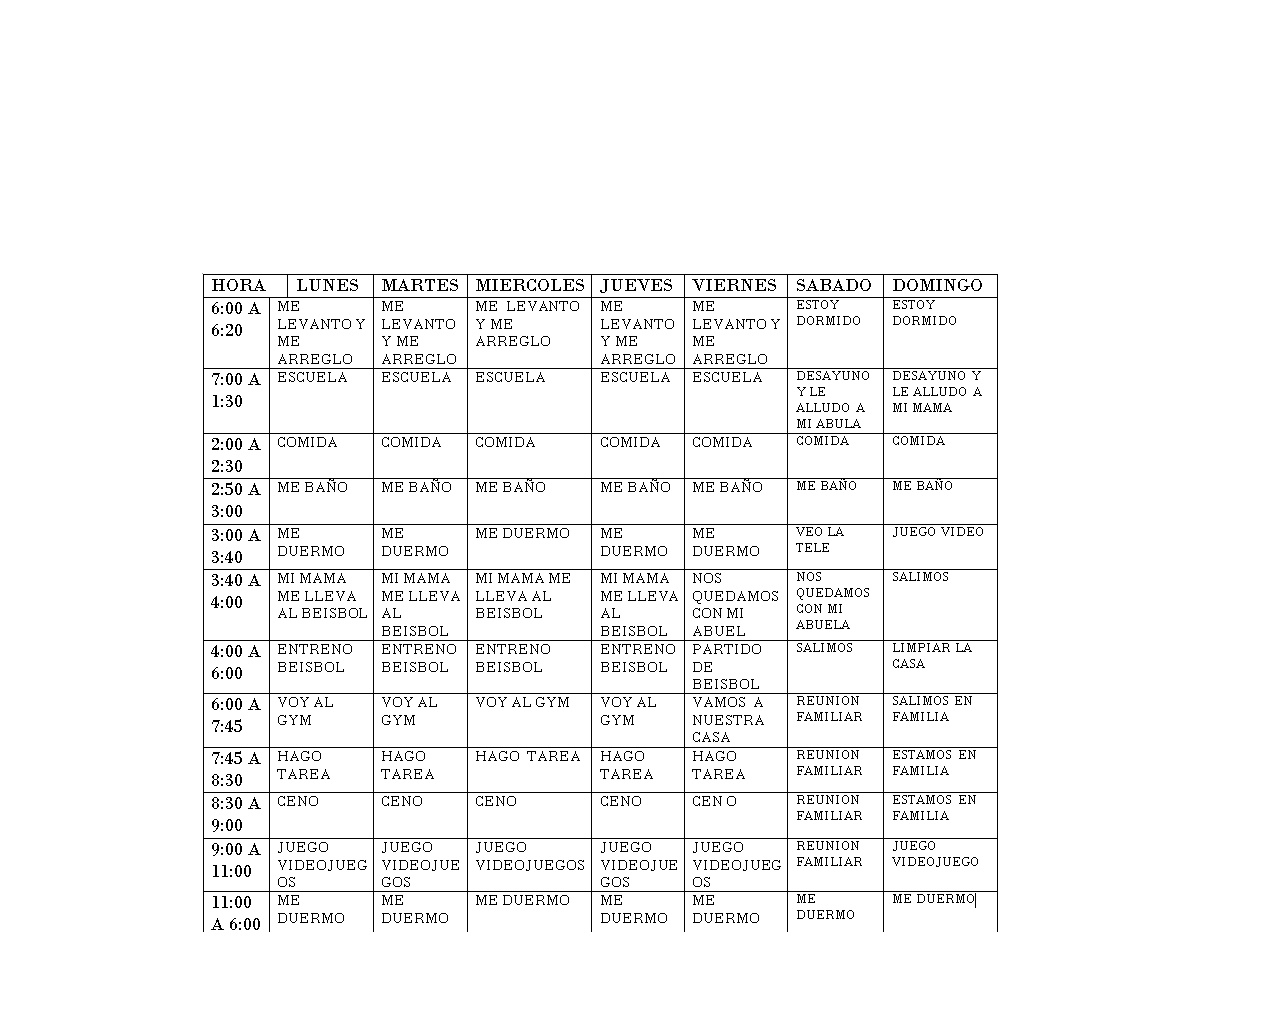 HORA LUNES MARTES MIERCOLES JUEVES VIERNES SABADO DOMINGO
6:00 A 6:20 ME LEVANTO Y ME ARREGLO ME LEVANTO Y ME ARREGLO ME LEVANTO Y ME ARREGLO ME LEVANTO Y ME ARREGLO ME LEVANTO Y ME ARREGLO ESTOY DORMIDO ESTOY DORMIDO
7:00 A 1:30 ESCUELA ESCUELA ESCUELA ESCUELA ESCUELA DESAYUNO Y LE ALLUDO A MI ABULA DESAYUNO Y LE ALLUDO A MI MAMA
2:00 A 2:30 COMIDA COMIDA COMIDA COMIDA COMIDA COMIDA COMIDA
2:50 A 3:00 ME BAÑO ME BAÑO ME BAÑO ME BAÑO ME BAÑO ME BAÑO ME BAÑO
3:00 A 3:40 ME DUERMO ME DUERMO ME DUERMO ME DUERMO ME DUERMO VEO LA TELE JUEGO VIDEO
3:40 A 4:00 MI MAMA ME LLEVA AL BEISBOL MI MAMA ME LLEVA AL BEISBOL MI MAMA ME LLEVA AL BEISBOL MI MAMA ME LLEVA AL BEISBOL NOS QUEDAMOS CON MI ABUEL NOS QUEDAMOS CON MI ABUELA SALIMOS
4:00 A 6:00 ENTRENO BEISBOL ENTRENO BEISBOL ENTRENO BEISBOL ENTRENO BEISBOL PARTIDO DE BEISBOL SALIMOS LIMPIAR LA CASA
6:00 A 7:45 VOY AL GYM VOY AL GYM VOY AL GYM VOY AL GYM VAMOS A NUESTRA CASA REUNION FAMILIAR SALIMOS EN FAMILIA
7:45 A 8:30 HAGO TAREA HAGO TAREA HAGO TAREA HAGO TAREA HAGO TAREA REUNION FAMILIAR ESTAMOS EN FAMILIA
8:30 A 9:00 CENO CENO CENO CENO CEN O REUNION FAMILIAR ESTAMOS EN FAMILIA
9:00 A 11:00 JUEGO VIDEOJUEGOS JUEGO VIDEOJUEGOS JUEGO VIDEOJUEGOS JUEGO VIDEOJUEGOS JUEGO VIDEOJUEGOS REUNION FAMILIAR JUEGO VIDEOJUEGO
11:00 A 6:00 ME DUERMO ME DUERMO ME DUERMO ME DUERMO ME DUERMO ME DUERMO ME DUERMO